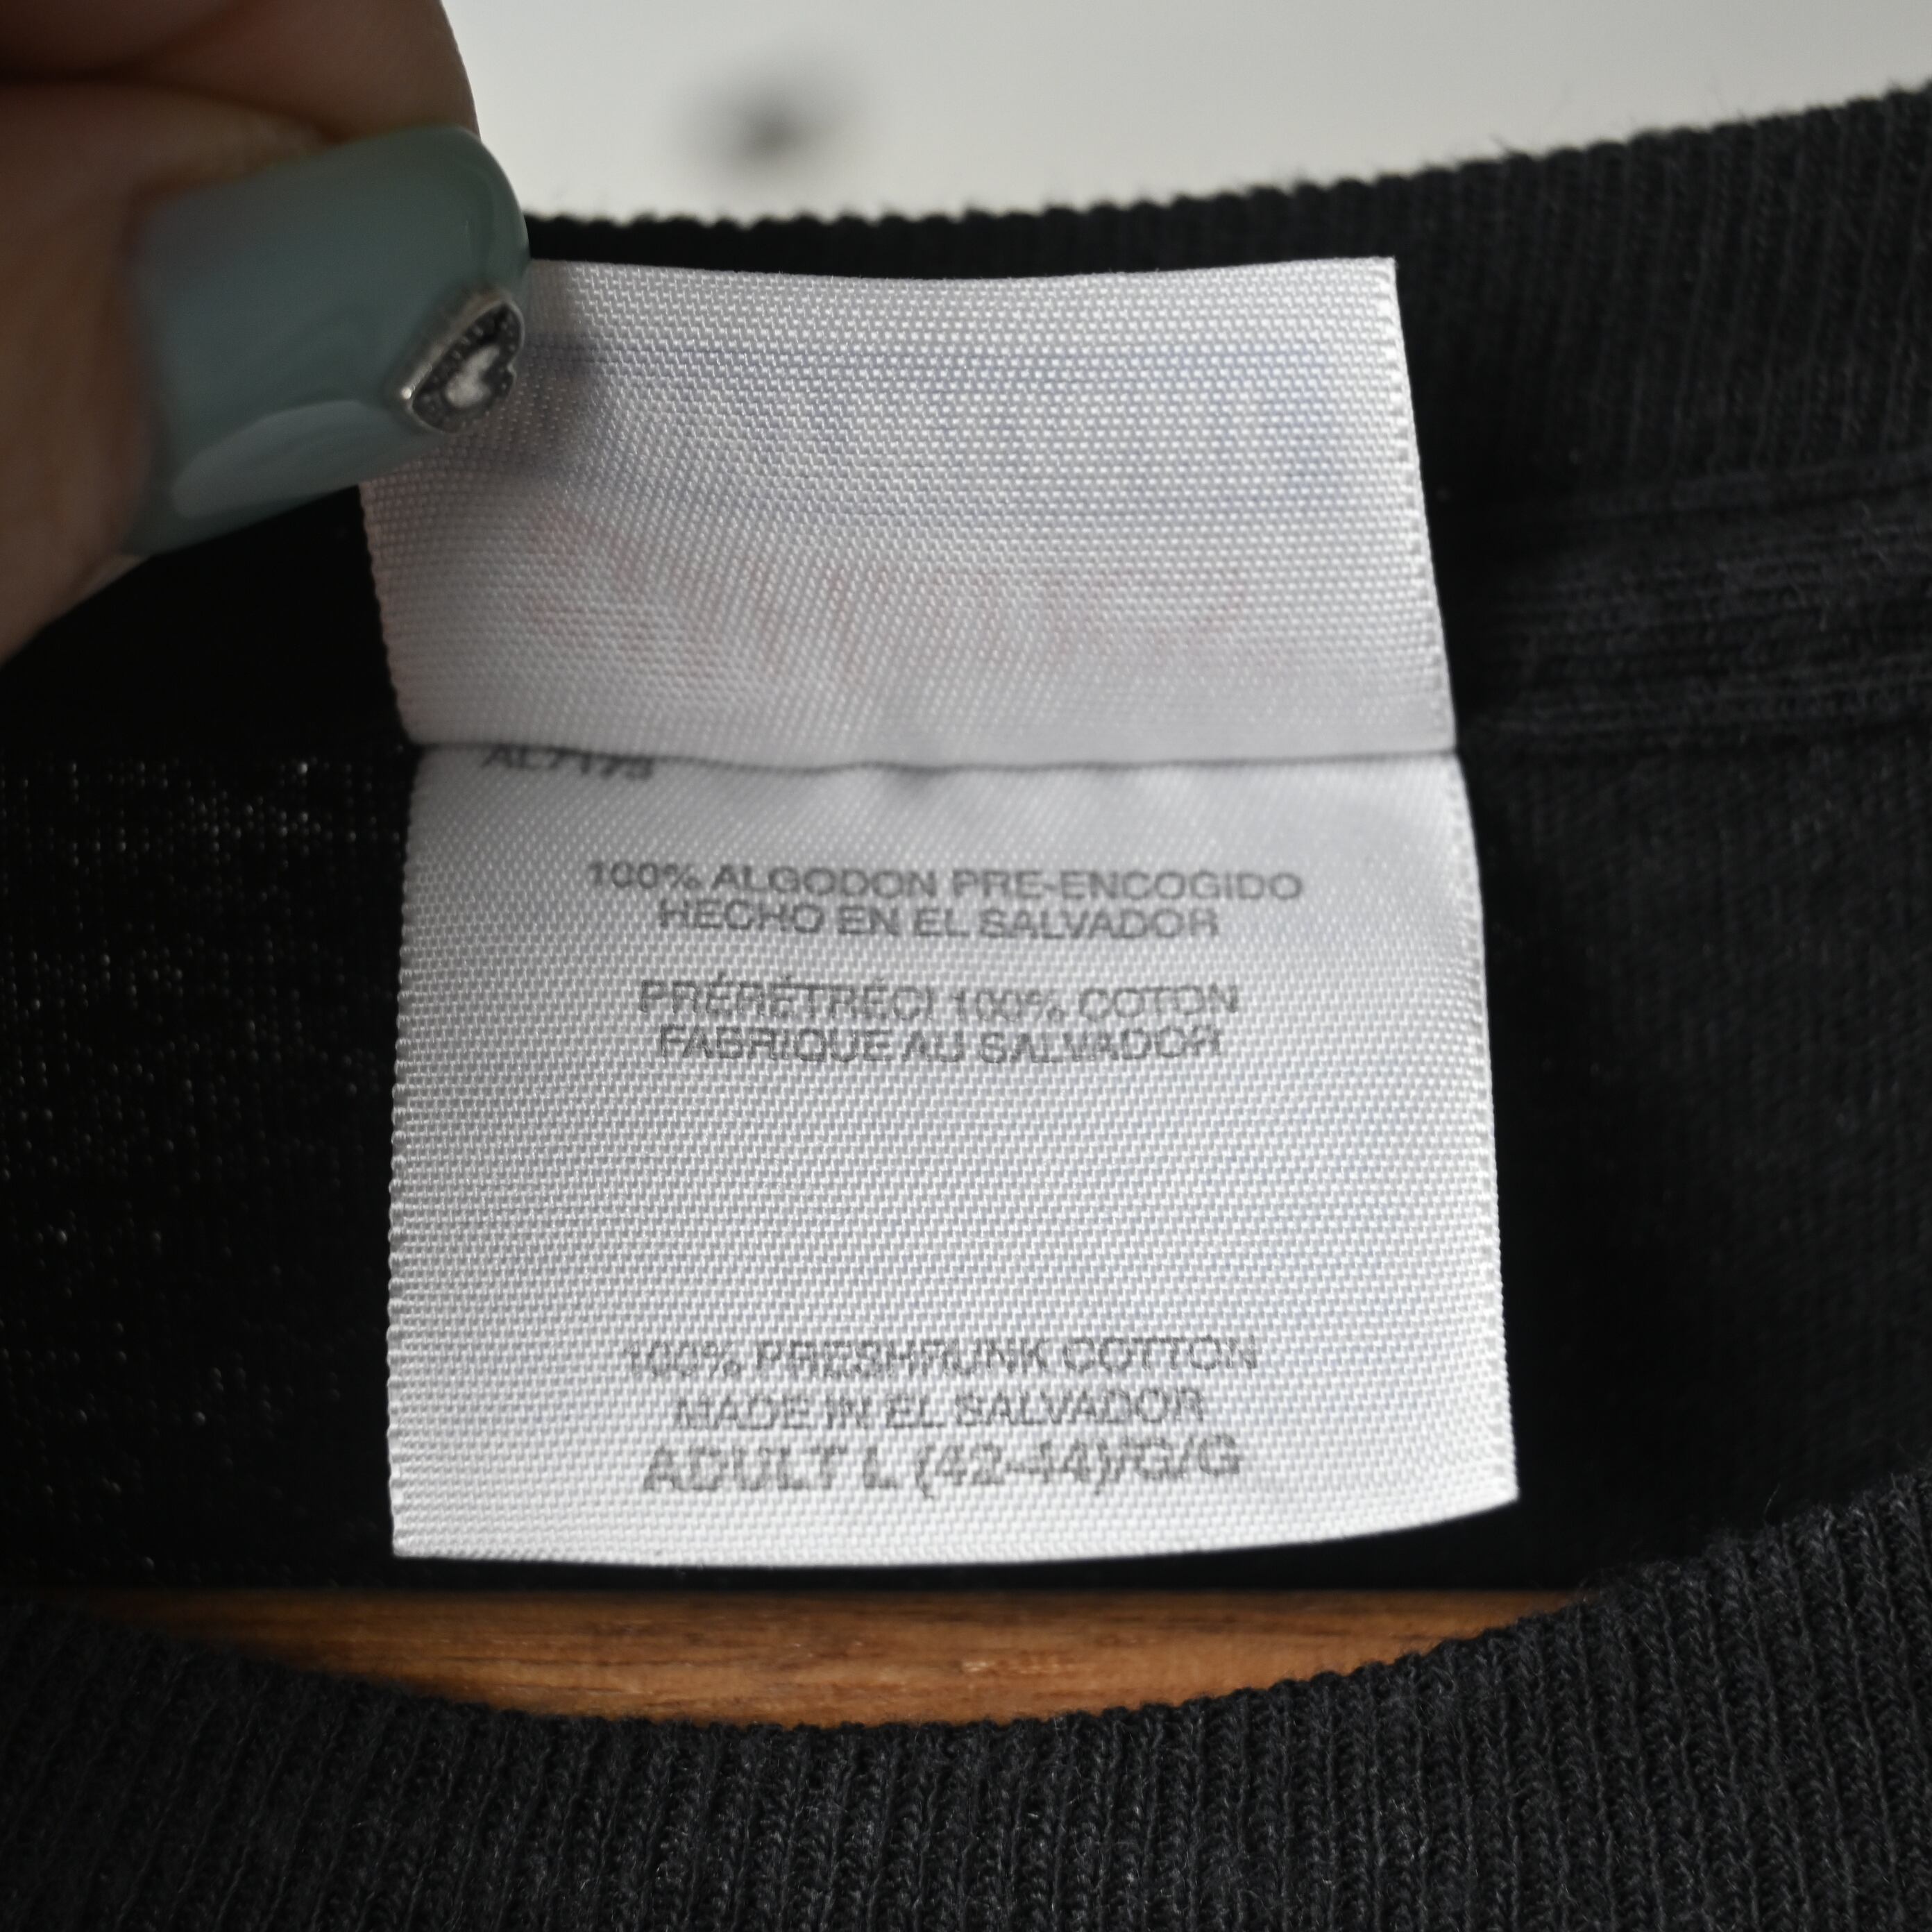 100% ALGODON PRE-ENCOGIDO
HECHO EN EL SALVADOR
PRÉRÉTRÉCI 100% COTON
FABRIQUE AU SALVADOR
100% PRESHRUNK COTTON
MADE IN EL SALVADOR
ADULT L (42-44)/G/G